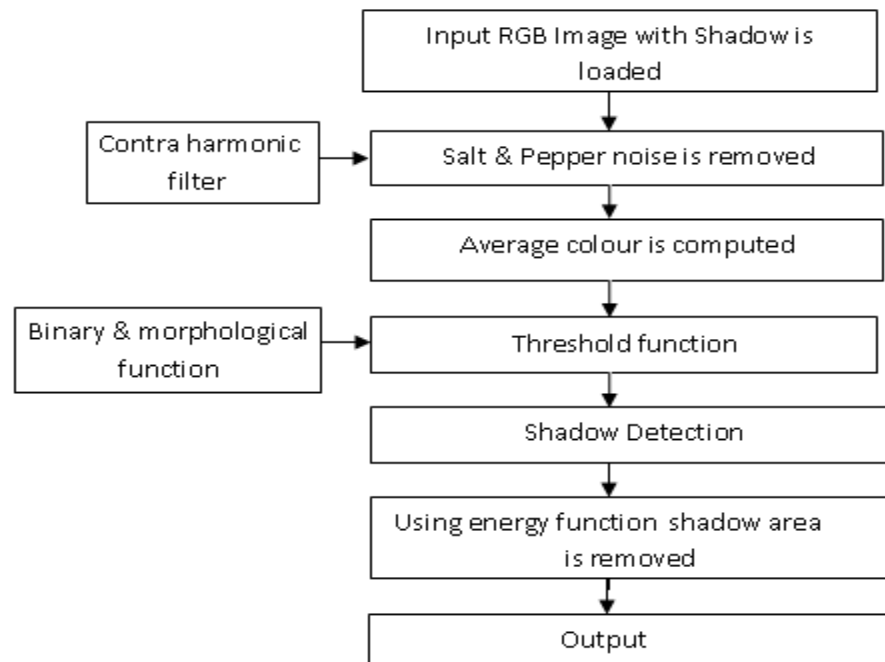 Input RGB Image with Shadow is
loaded
Contra harmonic
filter
Salt & Pepper noise is removed
Average colour is computed
Binary & morphological
function
Threshold function
Shadow Detection
Using energy function shadow area
is removed
Output